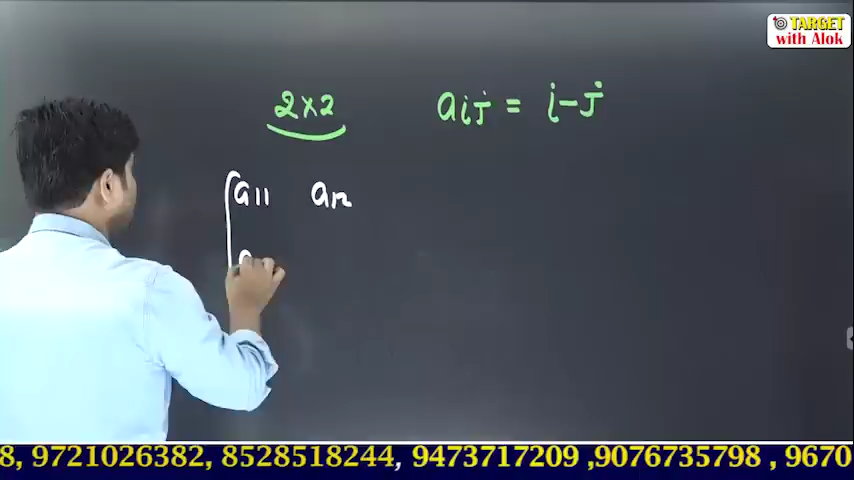 TARGET
with Alok
2×2 aij = i-j
a11 a12
8, 9721026382, 8528518244, 9473717209 ,9076735798 , 9670